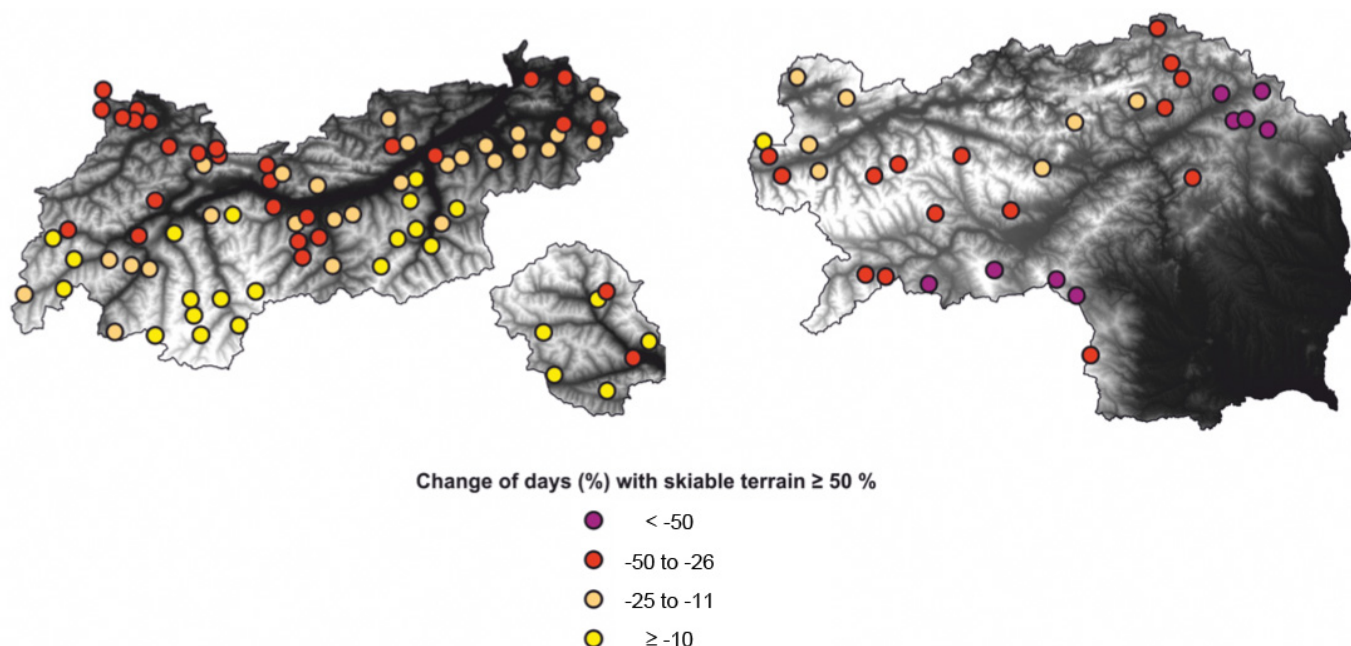 Change of days (%) with skiable terrain ≥ 50 %
< -50
-50 to -26
-25 to -11
≥ -10